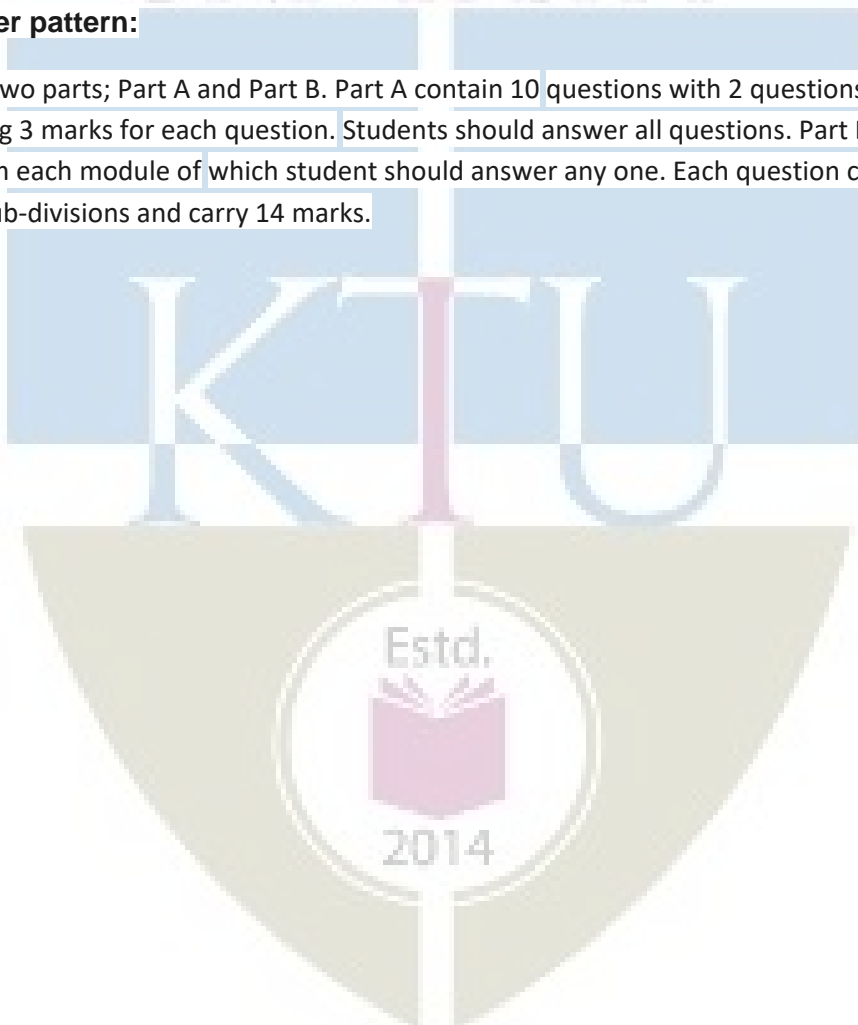 er pattern:
wo parts; Part A and Part B. Part A contain 10 questions with 2 questions
g 3 marks for each question. Students should answer all questions. Part
each module of which student should answer any one. Each question
b-divisions and carry 14 marks.
KTU
Estd.
2014